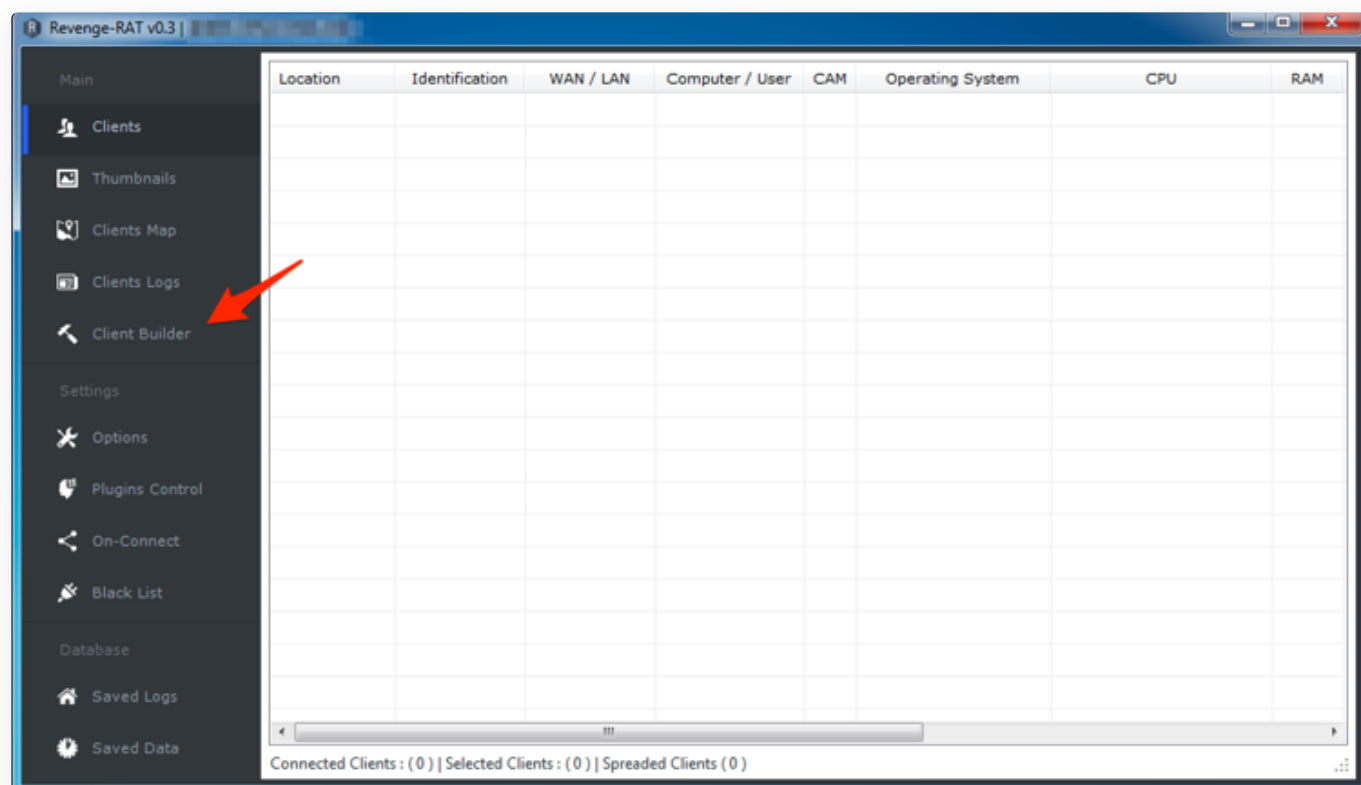 Revenge-RAT v0.3 |
Main
Clients
Thumbnails
Clients Map
Clients Logs
Client Builder
Settings
Options
Plugins Control
On-Connect
Black List
Database
Saved Logs
Saved Data
Location Identification WAN / LAN Computer / User CAM Operating System CPU RAM
Connected Clients : ( 0 ) | Selected Clients : ( 0 ) | Spreaded Clients ( 0 )